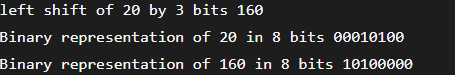 left shift of 20 by 3 bits 160
Binary representation of 20 in 8 bits 00010100
Binary representation of 160 in 8 bits 10100000